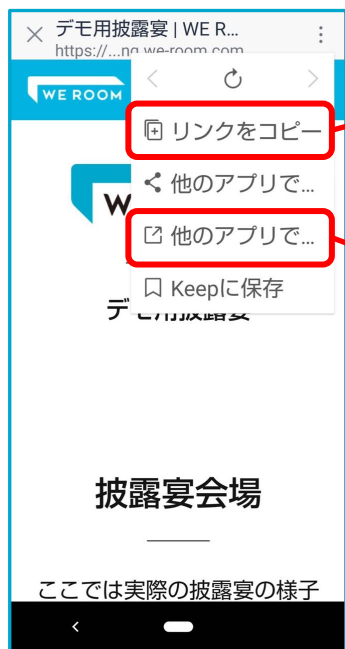 デモ用披露宴 | WE R...
https://...ng.we-room.com
WE ROOM
リンクをコピー
他のアプリで...
W
他のアプリで...
Keepに保存
デモ用披露宴
披露宴会場
ここでは実際の披露宴の様子